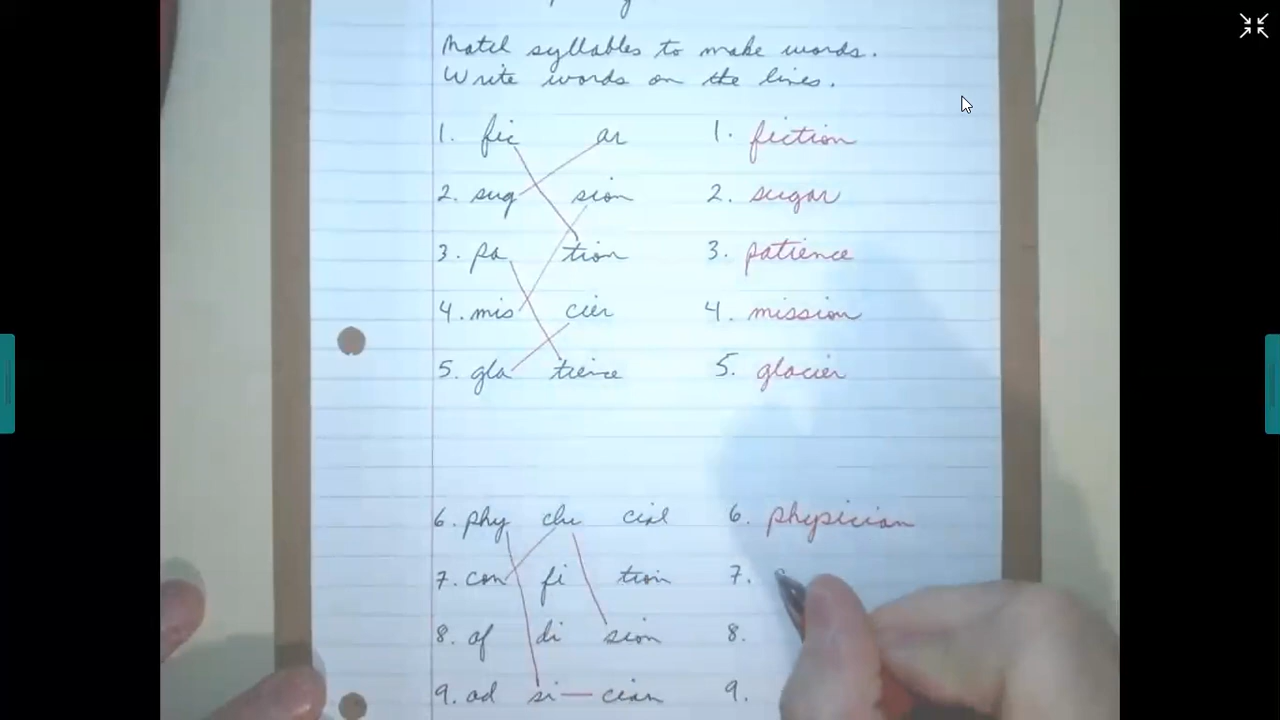 Match syllables to make words.
Write words on the lines.
1. fic ar 1. fiction
2. sug sion 2. sugar
3. pa tion 3. patience
4. mis cier 4. mission
5. gla tience 5. glacier
6. phy clu cial 6. physician
7. con fi tion 7.
8. of di sion 8.
9. ad si cian 9.